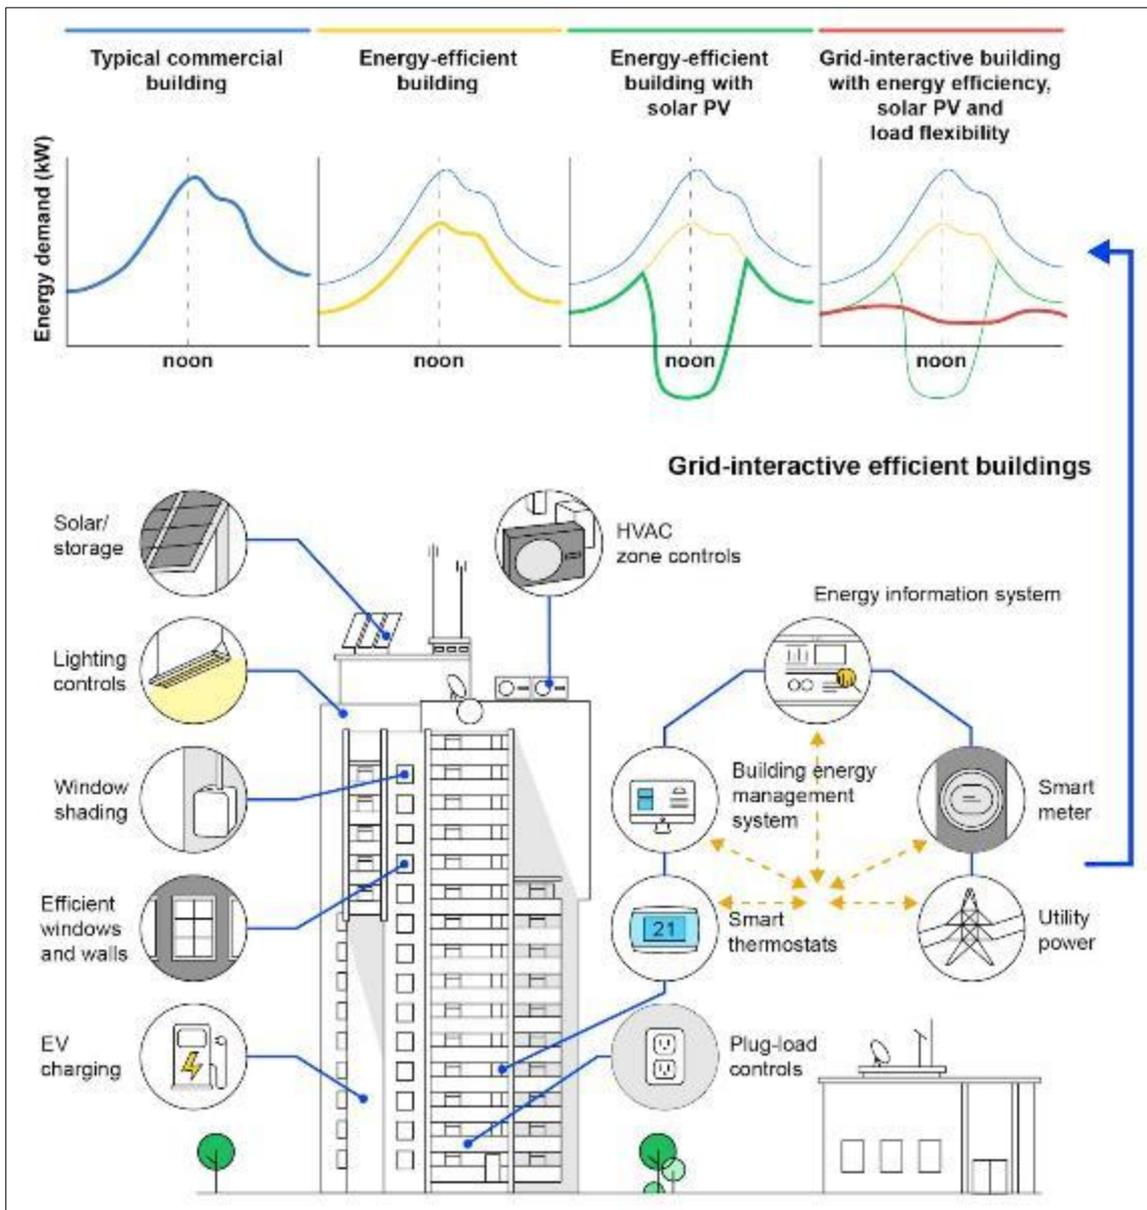 Typical commercial
building
Energy-efficient
building
Energy-efficient
building with
solar PV
Grid-interactive building
with energy efficiency,
solar PV and
load flexibility
Energy demand (kW)
noon
noon
noon
noon
Grid-interactive efficient buildings
Solar/
storage
HVAC
zone controls
Energy information system
Lighting
controls
Window
shading
Building energy
management
system
Smart
meter
Efficient
windows
and walls
21
Smart
thermostats
Utility
power
EV
charging
Plug-load
controls